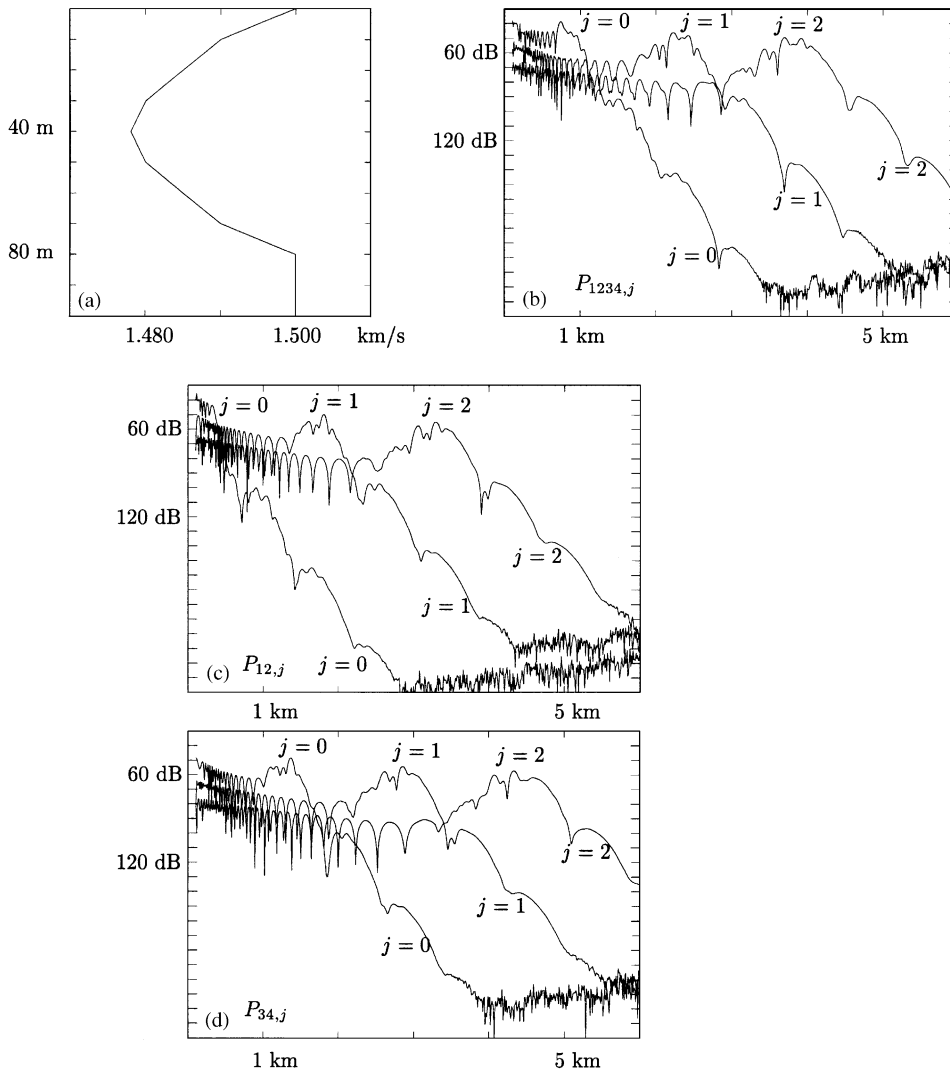 40 m
80 m
(a)
1.480
1.500
km/s
j = 0
j = 1
j = 2
60 dB
120 dB
j = 2
j = 1
j = 0
(b)
P1234,j
1 km
5 km
j = 0
j = 1
j = 2
60 dB
120 dB
j = 2
j = 1
j = 0
(c)
P12,j
1 km
5 km
j = 0
j = 1
j = 2
60 dB
120 dB
j = 2
j = 1
j = 0
(d)
P34,j
1 km
5 km